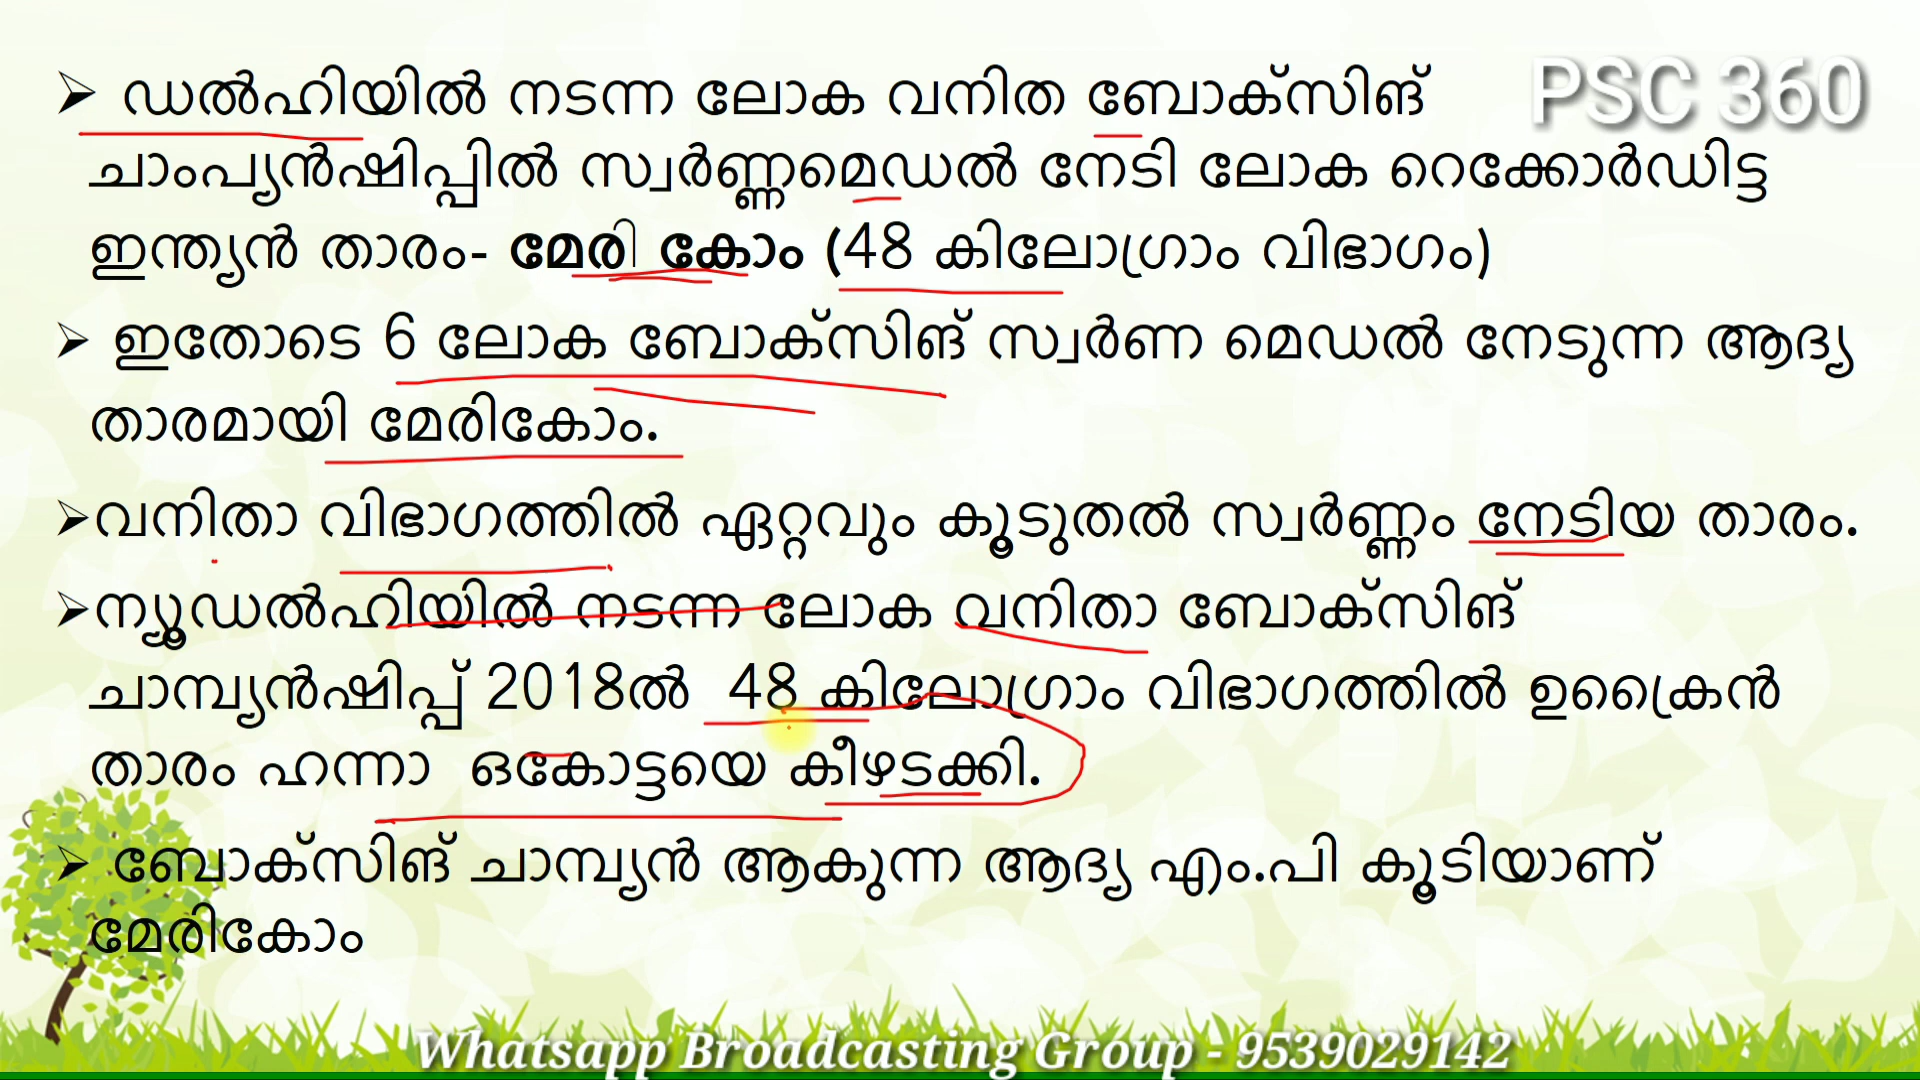 PSC 360
➢ ഡൽഹിയിൽ നടന്ന ലോക വനിത ബോക്സിങ്
ചാംപ്യൻഷിപ്പിൽ സ്വർണ്ണമെഡൽ നേടി ലോക റെക്കോർഡിട്ട
ഇന്ത്യൻ താരം- മേരി കോം (48 കിലോഗ്രാം വിഭാഗം)
➢ ഇതോടെ 6 ലോക ബോക്സിങ് സ്വർണ മെഡൽ നേടുന്ന ആദ്യ
താരമായി മേരികോം.
➢വനിതാ വിഭാഗത്തിൽ ഏറ്റവും കൂടുതൽ സ്വർണ്ണം നേടിയ താരം.
➢ന്യൂഡൽഹിയിൽ നടന്ന ലോക വനിതാ ബോക്സിങ്
ചാമ്പ്യൻഷിപ്പ് 2018ൽ 48 കിലോഗ്രാം വിഭാഗത്തിൽ ഉക്രൈൻ
താരം ഹന്നാ ഒകോട്ടയെ കീഴടക്കി.
➢ ബോക്സിങ് ചാമ്പ്യൻ ആകുന്ന ആദ്യ എം.പി കൂടിയാണ്
മേരികോം
Whatsapp Broadcasting Group - 9539029142